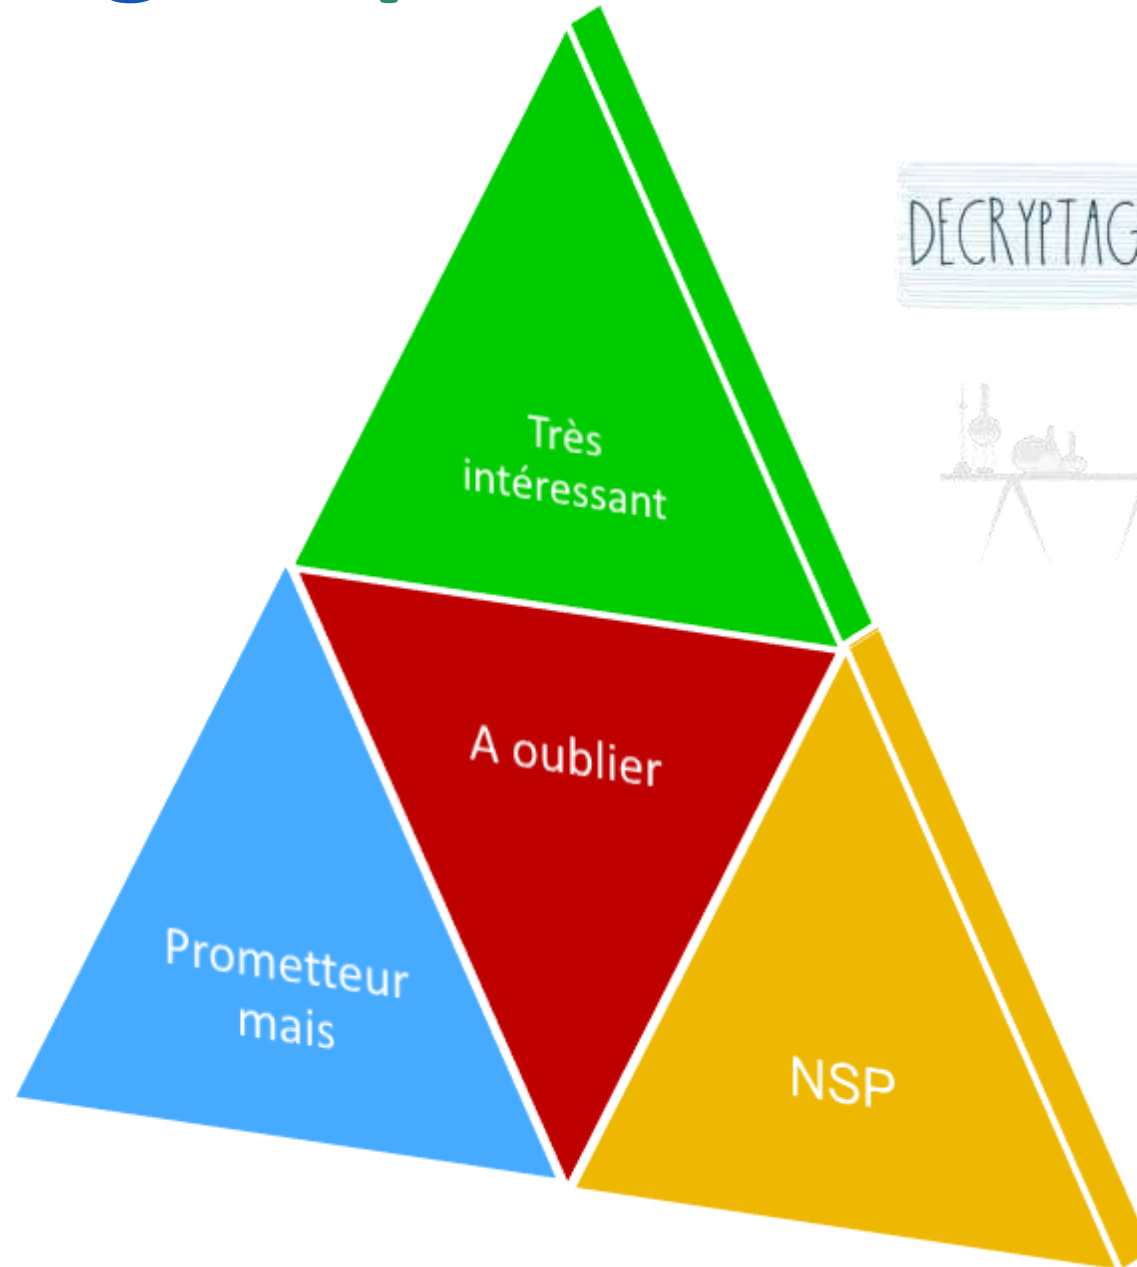 DECRYPTAG
Très
intéressant
A oublier
Prometteur
mais
NSP